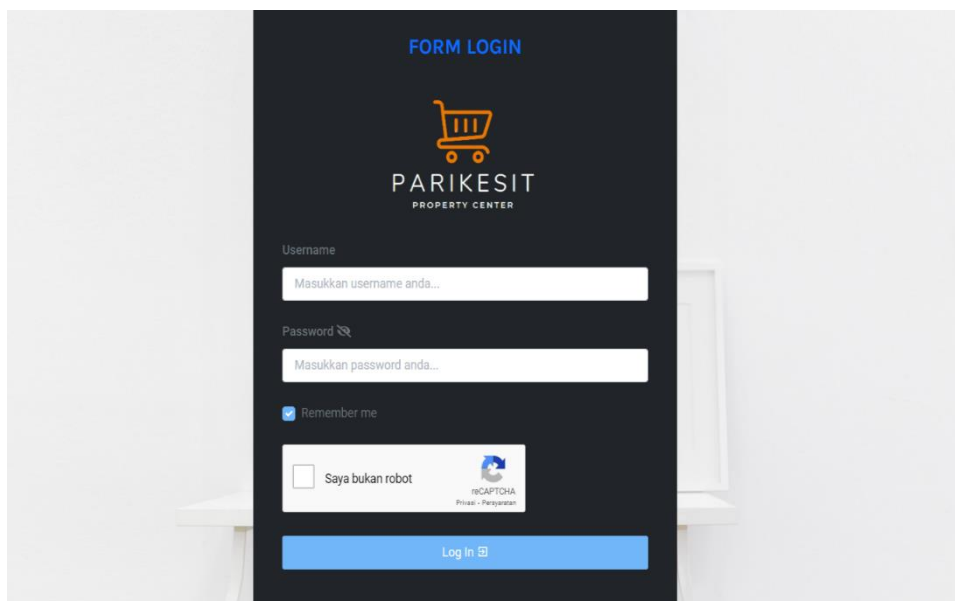 FORM LOGIN
PARIKESIT
PROPERTY CENTER
Username
Masukkan username anda...
Password
Masukkan password anda...
Remember me
Saya bukan robot
reCAPTCHA
Privasi - Persyaratan
Log In